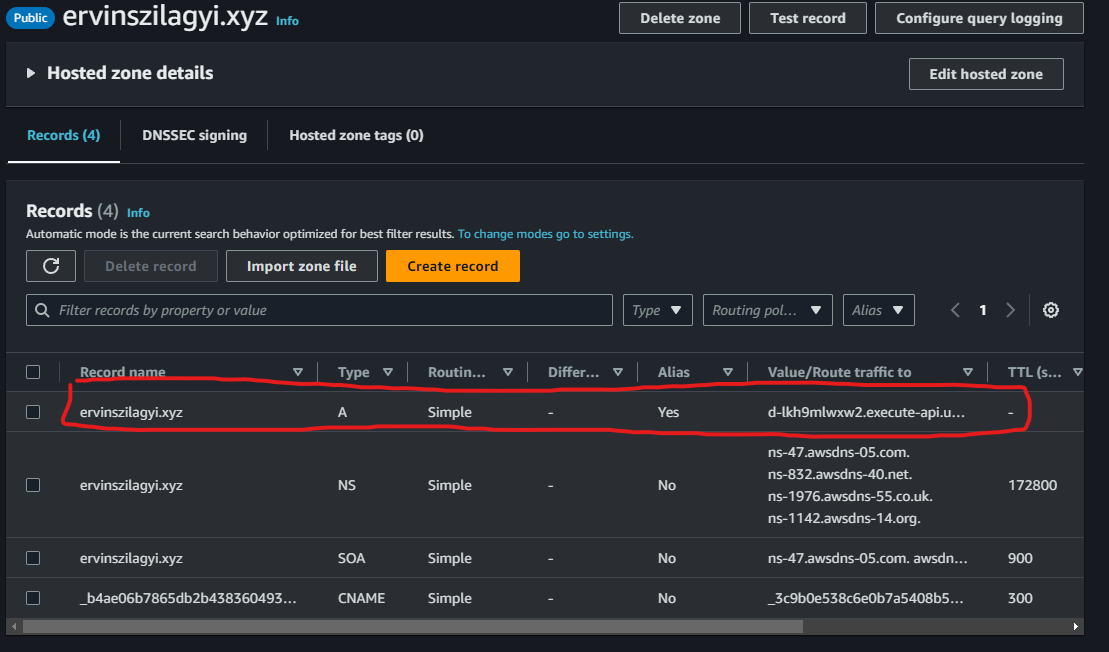 Public ervinszilagyi.xyz Info Delete zone Test record Configure query logging
Hosted zone details Edit hosted zone
Records (4) DNSSEC signing Hosted zone tags (0)
Records (4) Info
Automatic mode is the current search behavior optimized for best filter results. To change modes go to settings.
Delete record Import zone file Create record
Filter records by property or value Type Routing pol... Alias 1
Record name Type Routin... Differ... Alias Value/Route traffic to TTL (s...
ervinszilagyi.xyz A Simple - Yes d-lkh9mlwxw2.execute-api.u... -
ervinszilagyi.xyz NS Simple - No ns-47.awsdns-05.com. 172800
ns-832.awsdns-40.net.
ns-1976.awsdns-55.co.uk.
ns-1142.awsdns-14.org.
ervinszilagyi.xyz SOA Simple - No ns-47.awsdns-05.com. awsdn... 900
_b4ae06b7865db2b438360493... CNAME Simple - No _3c9b0e538c6e0b7a5408b5... 300